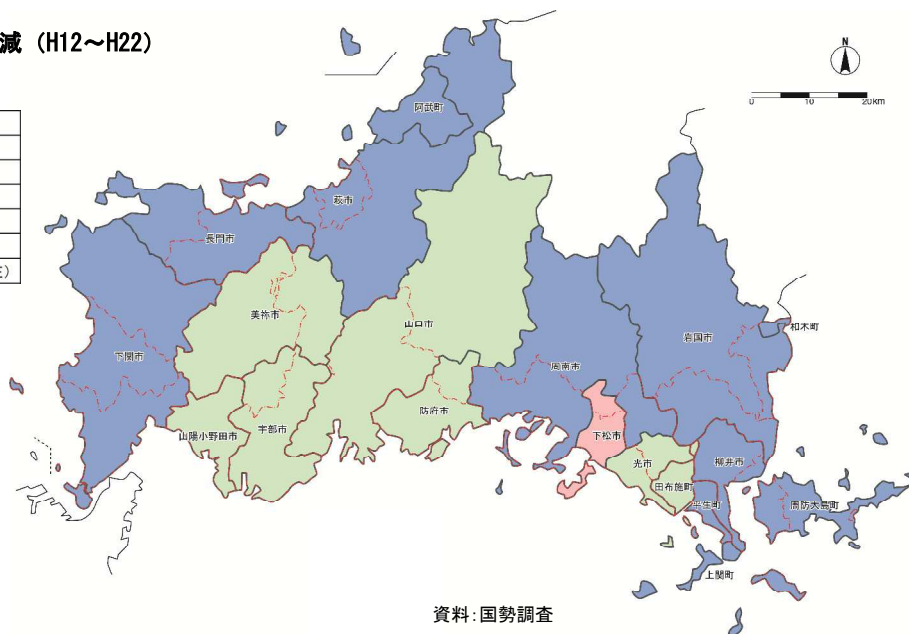 減 (H12～H22)
N
0 10 20km
阿武町
萩市
長門市
美祢市
山口市
下関市
岩国市
和木町
周南市
防府市
宇部市
山陽小野田市
下松市
光市
柳井市
田布施町
平生町
周防大島町
上関町
資料:国勢調査